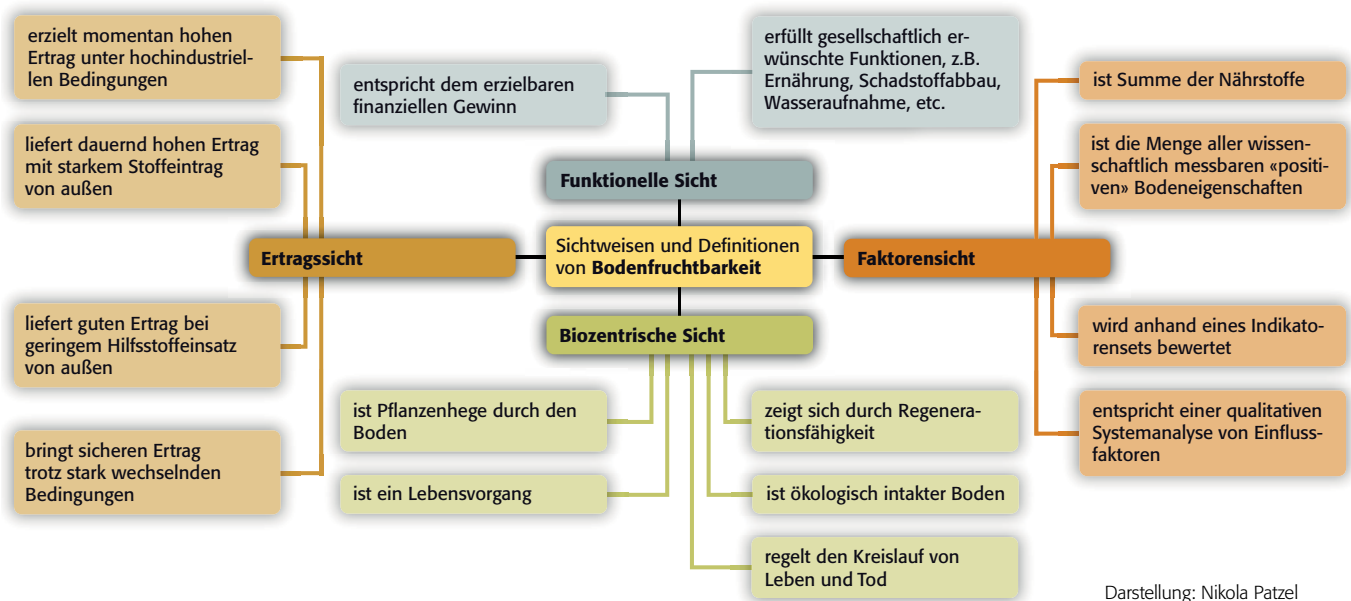 erzielt momentan hohen
Ertrag unter hochindustriel-
len Bedingungen
liefert dauernd hohen Ertrag
mit starkem Stoffeintrag
von außen
Ertragssicht
liefert guten Ertrag bei
geringem Hilfsstoffeinsatz
von außen
bringt sicheren Ertrag
trotz stark wechselnden
Bedingungen
entspricht dem erzielbaren
finanziellen Gewinn
erfüllt gesellschaftlich er-
wünschte Funktionen, z.B.
Ernährung, Schadstoffabbau,
Wasseraufnahme, etc.
Funktionelle Sicht
Sichtweisen und Definitionen
von Bodenfruchtbarkeit
Biozentrische Sicht
ist Pflanzenhege durch den
Boden
ist ein Lebensvorgang
zeigt sich durch Regenera-
tionsfähigkeit
ist ökologisch intakter Boden
regelt den Kreislauf von
Leben und Tod
ist Summe der Nährstoffe
ist die Menge aller wissen-
schaftlich messbaren «positi-
ven» Bodeneigenschaften
Faktorensicht
wird anhand eines Indikato-
rensets bewertet
entspricht einer qualitativen
Systemanalyse von Einfluss-
faktoren
Darstellung: Nikola Patzel